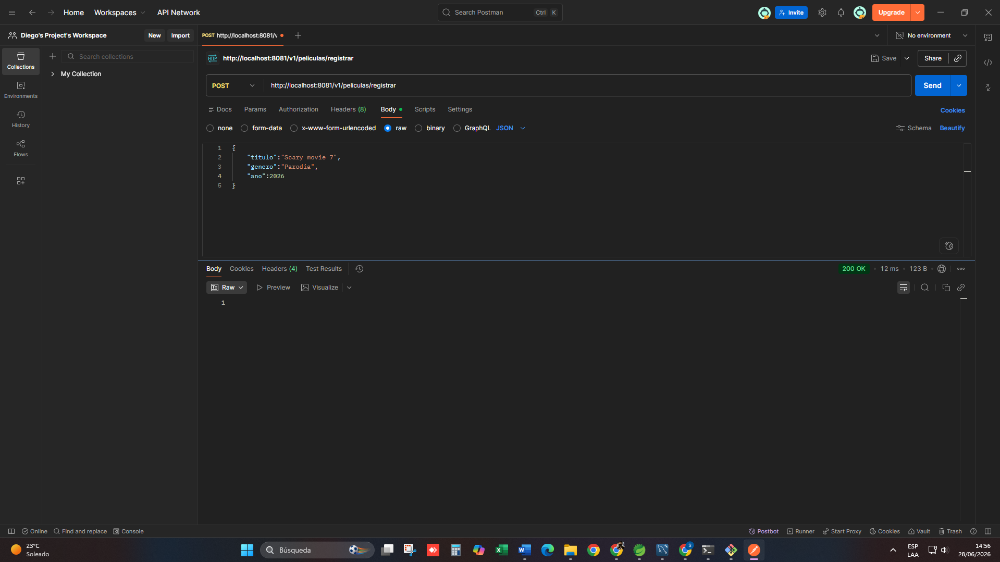 Home Workspaces API Network Search Postman Ctrl K Invite Upgrade
Diego's Project's Workspace New Import POST http://localhost:8081/v No environment
Collections
Search collections
HTTP http://localhost:8081/v1/peliculas/registrar Save Share
My Collection
POST http://localhost:8081/v1/peliculas/registrar Send
Environments
Docs Params Authorization Headers (8) Body Scripts Settings Cookies
History
none form-data x-www-form-urlencoded raw binary GraphQL JSON Schema Beautify
Flows
1 {
2 "titulo":"Scary movie 7",
3 "genero":"Parodia",
4 "ano":2026
5 }
Body Cookies Headers (4) Test Results 200 OK 12 ms 123 B
Raw Preview Visualize
1
Online Find and replace Console Postbot Runner Start Proxy Cookies Vault Trash
23°C
Soleado
Búsqueda
S
ESP
LAA
14:56
28/06/2026